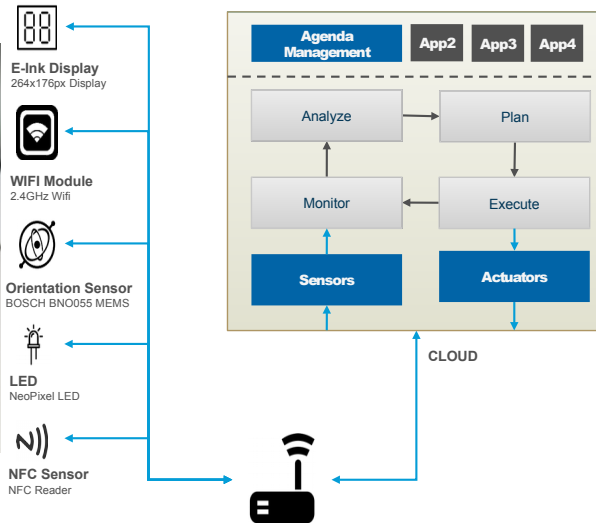 E-Ink Display
264x176px Display
WIFI Module
2.4GHz Wifi
Orientation Sensor
BOSCH BNO055 MEMS
LED
NeoPixel LED
NFC Sensor
NFC Reader
Agenda
Management
App2
App3
App4
Analyze
Plan
Monitor
Execute
Sensors
Actuators
CLOUD